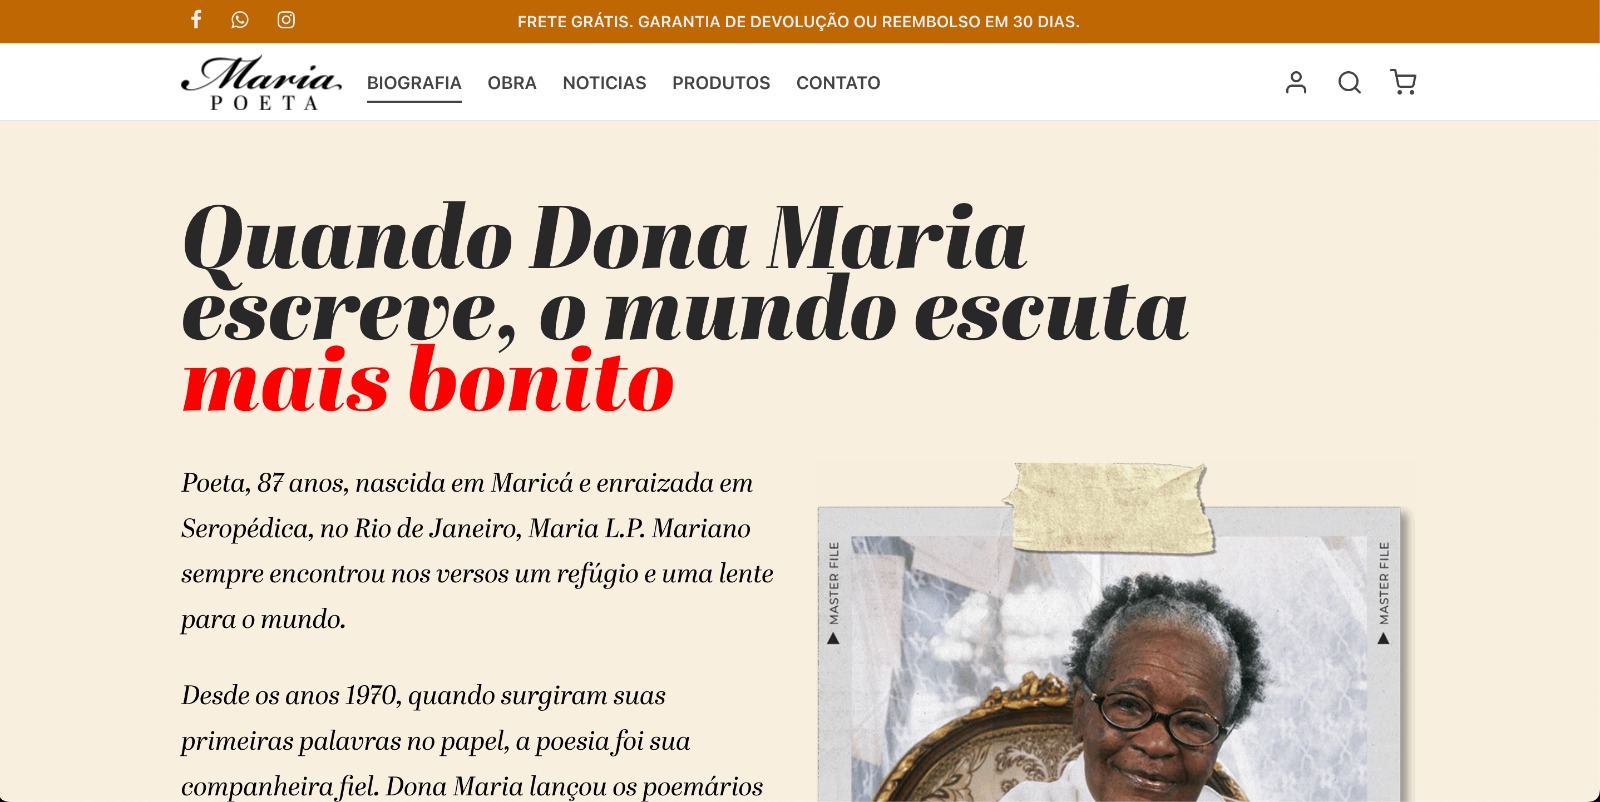 FRETE GRÁTIS. GARANTIA DE DEVOLUÇÃO OU REEMBOLSO EM 30 DIAS.
Maria
POETA
BIOGRAFIA OBRA NOTICIAS PRODUTOS CONTATO
Quando Dona Maria
escreve, o mundo escuta
mais bonito
Poeta, 87 anos, nascida em Maricá e enraizada em
Seropédica, no Rio de Janeiro, Maria L.P. Mariano
sempre encontrou nos versos um refúgio e uma lente
para o mundo.
Desde os anos 1970, quando surgiram suas
primeiras palavras no papel, a poesia foi sua
companheira fiel. Dona Maria lançou os poemários
MASTER FILE
MASTER FILE